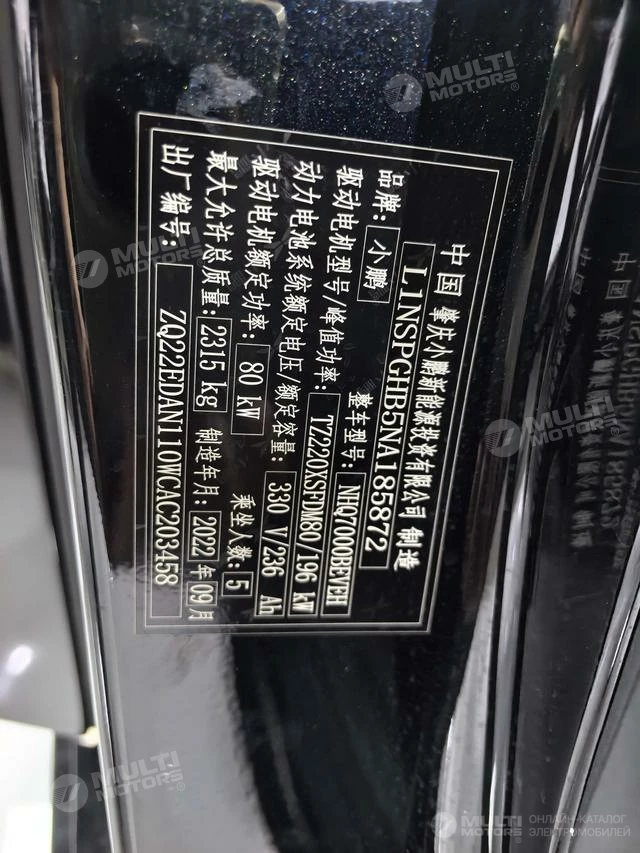 中国 肇庆小鹏新能源投资有限公司 制造
L1NSPGHB5NA185872
品牌: 小鹏 整车型号: NHQ7000BEVEH
驱动电机型号/峰值功率: TZ220XSFDM80/196 kW
动力电池系统额定电压/额定容量: 330 V/236 Ah
驱动电机额定功率: 80 kW 乘坐人数: 5
最大允许总质量: 2315 kg 制造年月: 2022 年 09月
出厂编号: ZQ22EDAN110WCAC203458
MULTI MOTORS®
MULTI MOTORS®
MULTI MOTORS®
MULTI MOTORS®
MULTI MOTORS® ОНЛАЙН-КАТАЛОГ ЭЛЕКТРОМОБИЛЕЙ